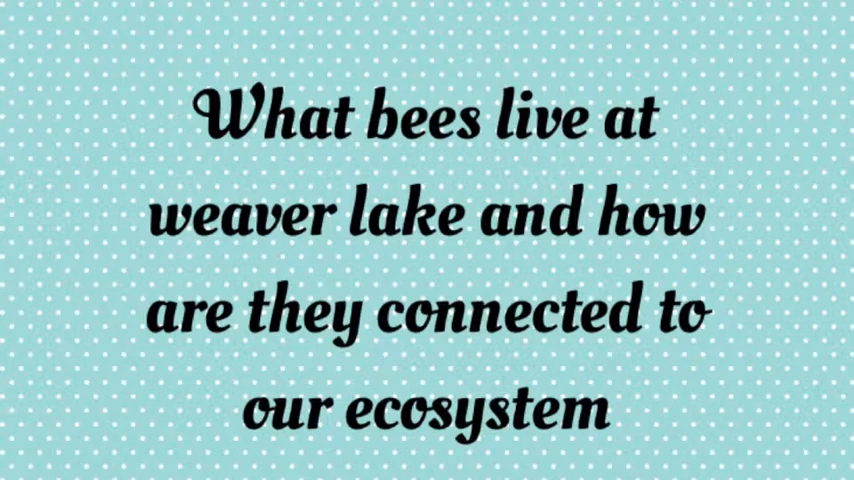 What bees live at
weaver lake and how
are they connected to
our ecosystem